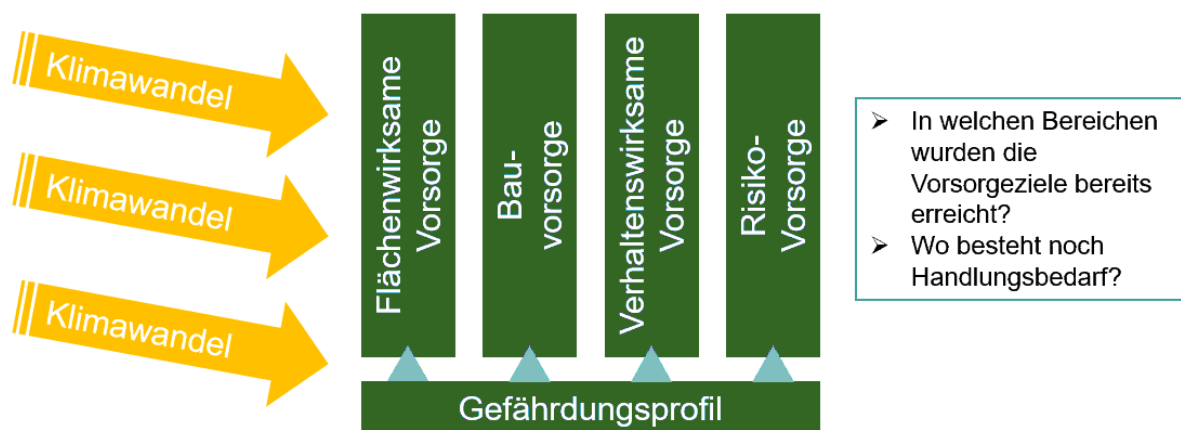 Klimawandel
Klimawandel
Klimawandel
Flächenwirksame
Vorsorge
Bau-
vorsorge
Verhaltenswirksame
Vorsorge
Risiko-
Vorsorge
Gefährdungsprofil
➢ In welchen Bereichen
wurden die
Vorsorgeziele bereits
erreicht?
➢ Wo besteht noch
Handlungsbedarf?